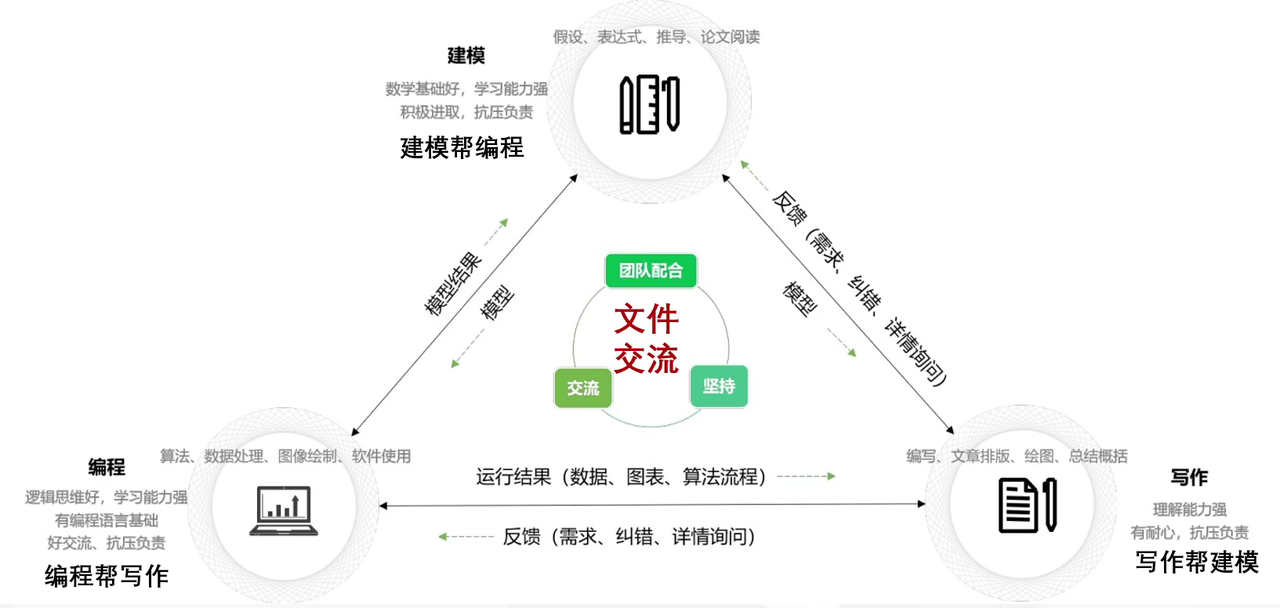 假设、表达式、推导、论文阅读
建模
数学基础好，学习能力强
积极进取，抗压负责
建模帮编程
反馈（需求、纠错、详情询问）
模型
模型结果
模型
团队配合
文件
交流
交流
坚持
算法、数据处理、图像绘制、软件使用
编程
逻辑思维好，学习能力强
有编程语言基础
好交流、抗压负责
编程帮写作
运行结果（数据、图表、算法流程）
反馈（需求、纠错、详情询问）
编写、文章排版、绘图、总结概括
写作
理解能力强
有耐心，抗压负责
写作帮建模